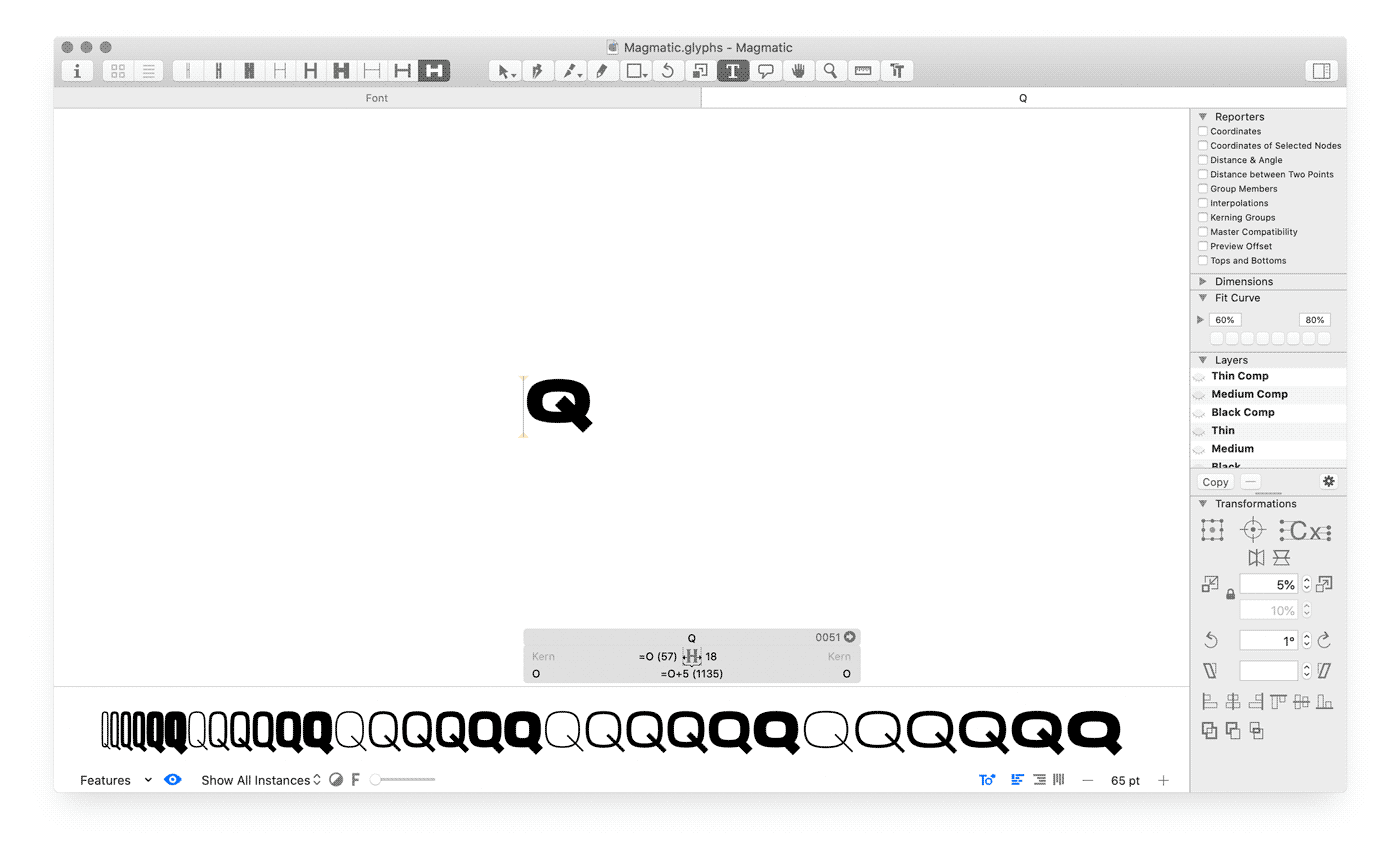 Magmatic.glyphs - Magmatic
Font
Q
Reporters
Coordinates
Coordinates of Selected Nodes
Distance & Angle
Distance between Two Points
Group Members
Interpolations
Kerning Groups
Master Compatibility
Preview Offset
Tops and Bottoms
Dimensions
Fit Curve
60% 80%
Layers
Thin Comp
Medium Comp
Black Comp
Thin
Medium
Black
Copy
Transformations
Cx
5%
10%
1°
Q
Q 0051
Kern =O (57) H 18 Kern
O =O+5 (1135) O
QQQQQQQQQQQQQQQQQQQQQQQQQQQQQQ
Features Show All Instances F To 65 pt